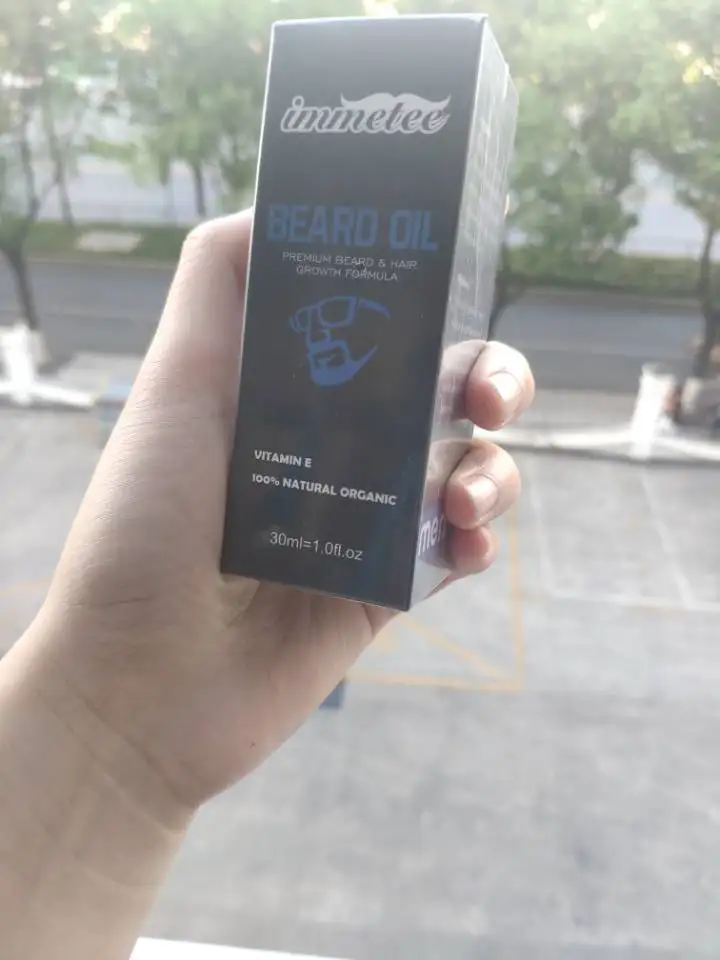 immetee
BEARD OIL
PREMIUM BEARD & HAIR
GROWTH FORMULA
VITAMIN E
100% NATURAL ORGANIC
30ml=1.0fl.oz